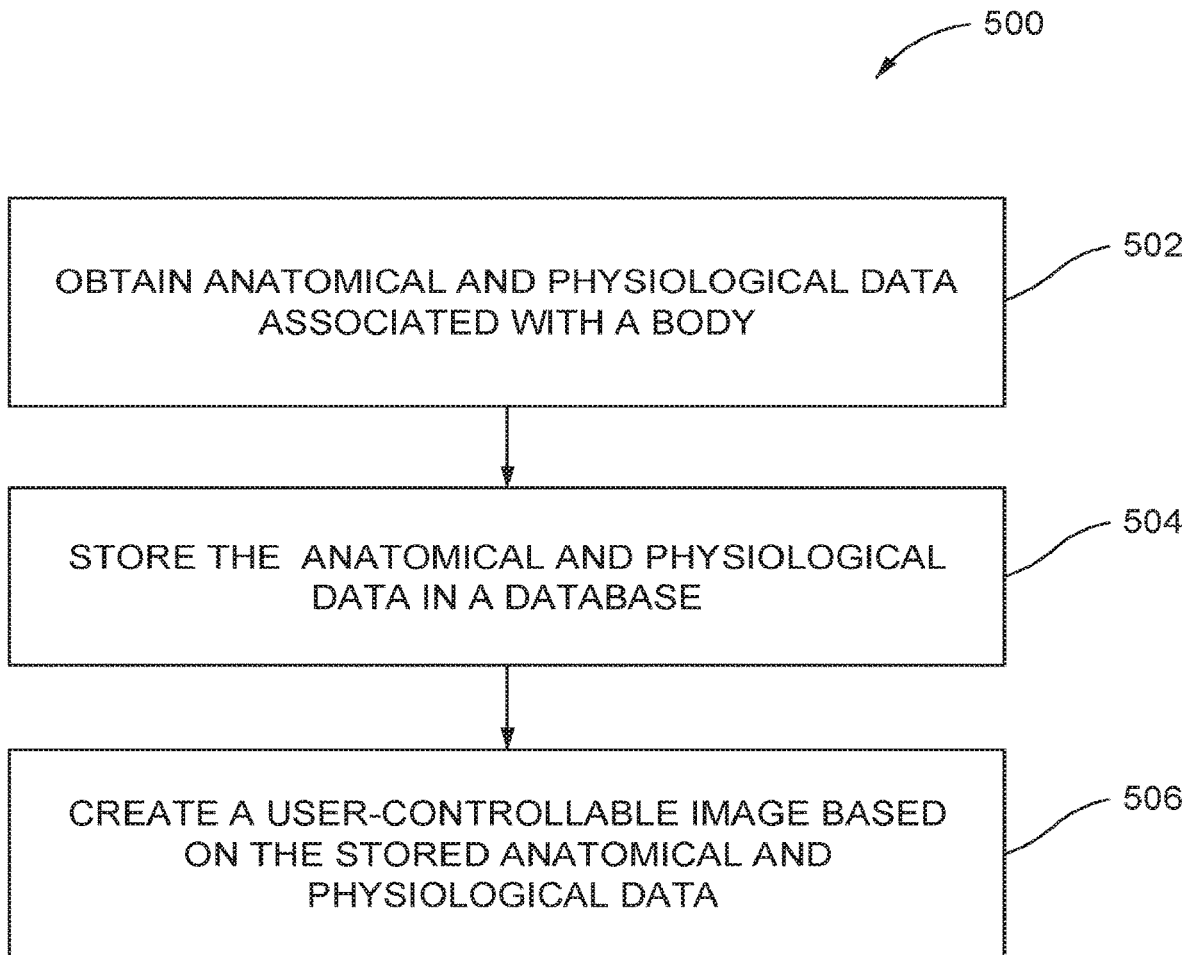 500
OBTAIN ANATOMICAL AND PHYSIOLOGICAL DATA
ASSOCIATED WITH A BODY
502
STORE THE ANATOMICAL AND PHYSIOLOGICAL
DATA IN A DATABASE
504
CREATE A USER-CONTROLLABLE IMAGE BASED
ON THE STORED ANATOMICAL AND
PHYSIOLOGICAL DATA
506